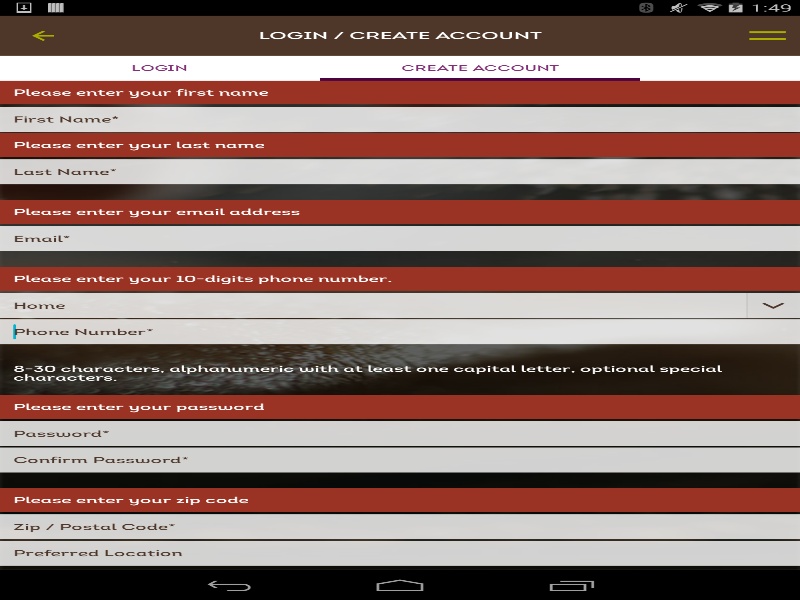 1:49
LOGIN / CREATE ACCOUNT
LOGIN
CREATE ACCOUNT
Please enter your first name
First Name*
Please enter your last name
Last Name*
Please enter your email address
Email*
Please enter your 10-digits phone number.
Home
Phone Number*
8-30 characters, alphanumeric with at least one capital letter, optional special
characters.
Please enter your password
Password*
Confirm Password*
Please enter your zip code
Zip / Postal Code*
Preferred Location